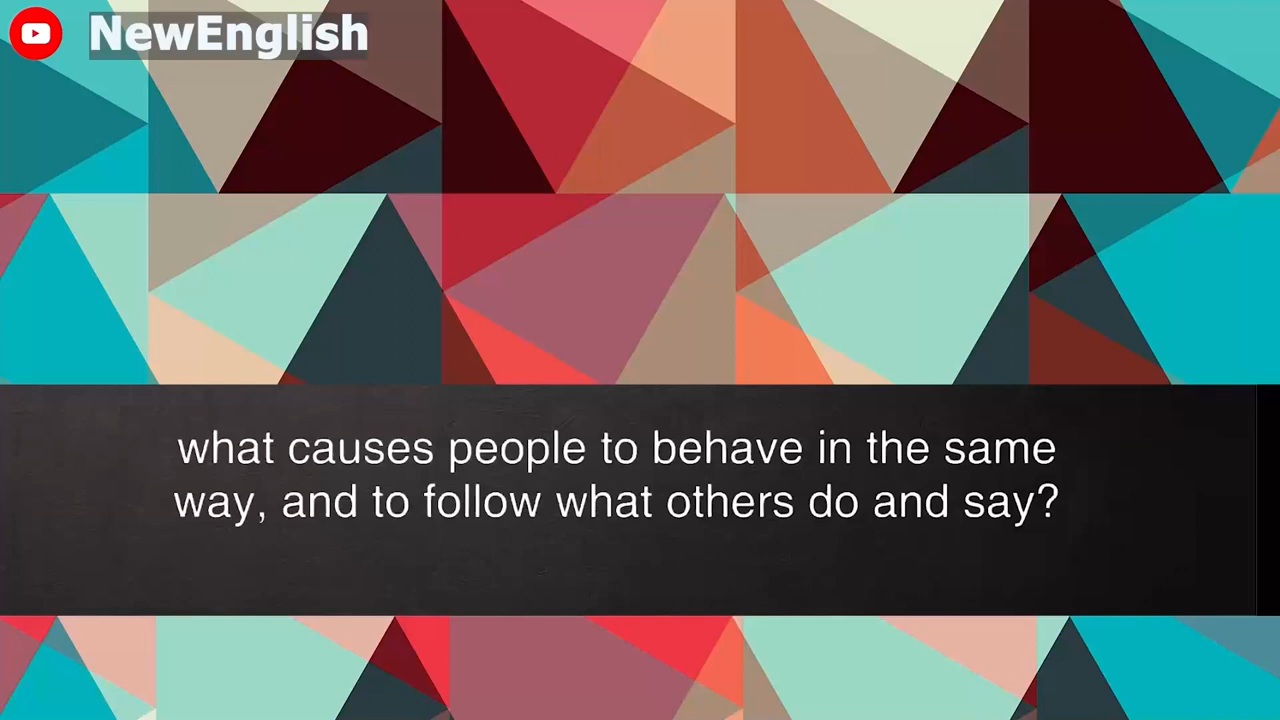 NewEnglish
what causes people to behave in the same
way, and to follow what others do and say?